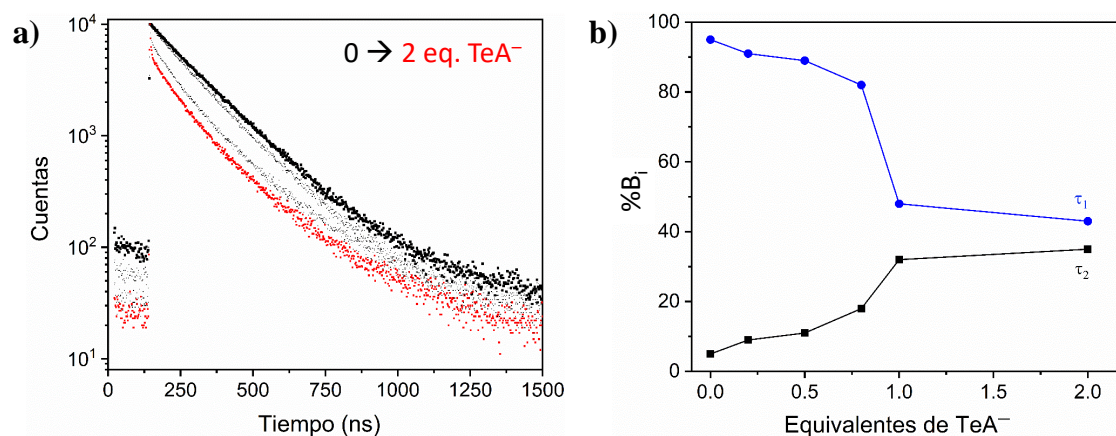 a)
0 → 2 eq. TeA⁻
10⁴
10³
10²
10¹
Cuentas
0 250 500 750 1000 1250 1500
Tiempo (ns)
b)
100
80
60
40
20
0
%Bᵢ
τ₁
τ₂
0.0 0.5 1.0 1.5 2.0
Equivalentes de TeA⁻